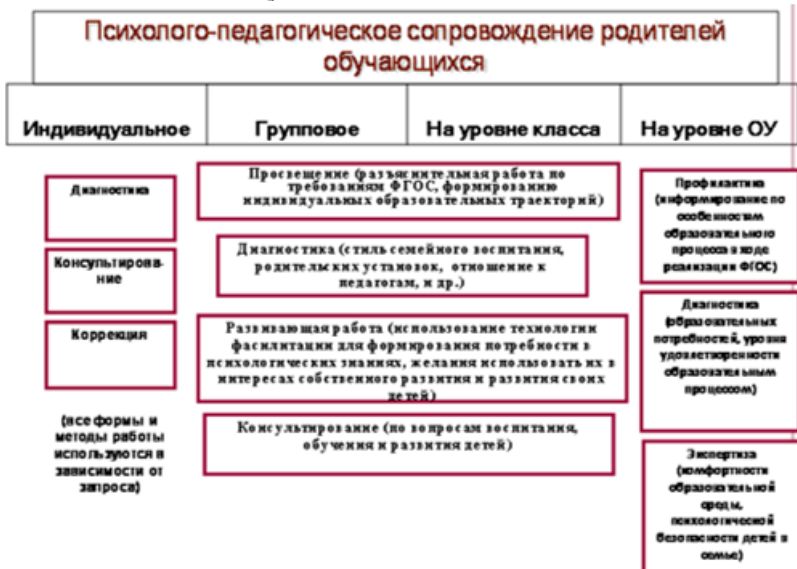 Психолого-педагогическое сопровождение родителей
обучающихся
Индивидуальное
Групповое
На уровне класса
На уровне ОУ
Диагностика
Консультирова-
ние
Коррекция
(все формы и
методы работы
используются в
зависимости от
запроса)
Просвещение (разъяснительная работа по
требованиям ФГОС, формированию
индивидуальных образовательных траекторий)
Диагностика (стиль семейного воспитания,
родительских установок, отношение к
педагогам, и др.)
Развивающая работа (использование технологии
фасилитации для формирования потребности в
психологических знаниях, желания использовать их в
интересах собственного развития и развития своих
детей)
Консультирование (по вопросам воспитания,
обучения и развития детей)
Профилактика
(информирование по
особенностям
образовательного
процесса в ходе
реализации ФГОС)
Диагностика
(образовательных
потребностей, уровня
удовлетворенности
образовательным
процессом)
Экспертиза
(комфортности
образовательной
среды,
психологической
безопасности детей в
семье)